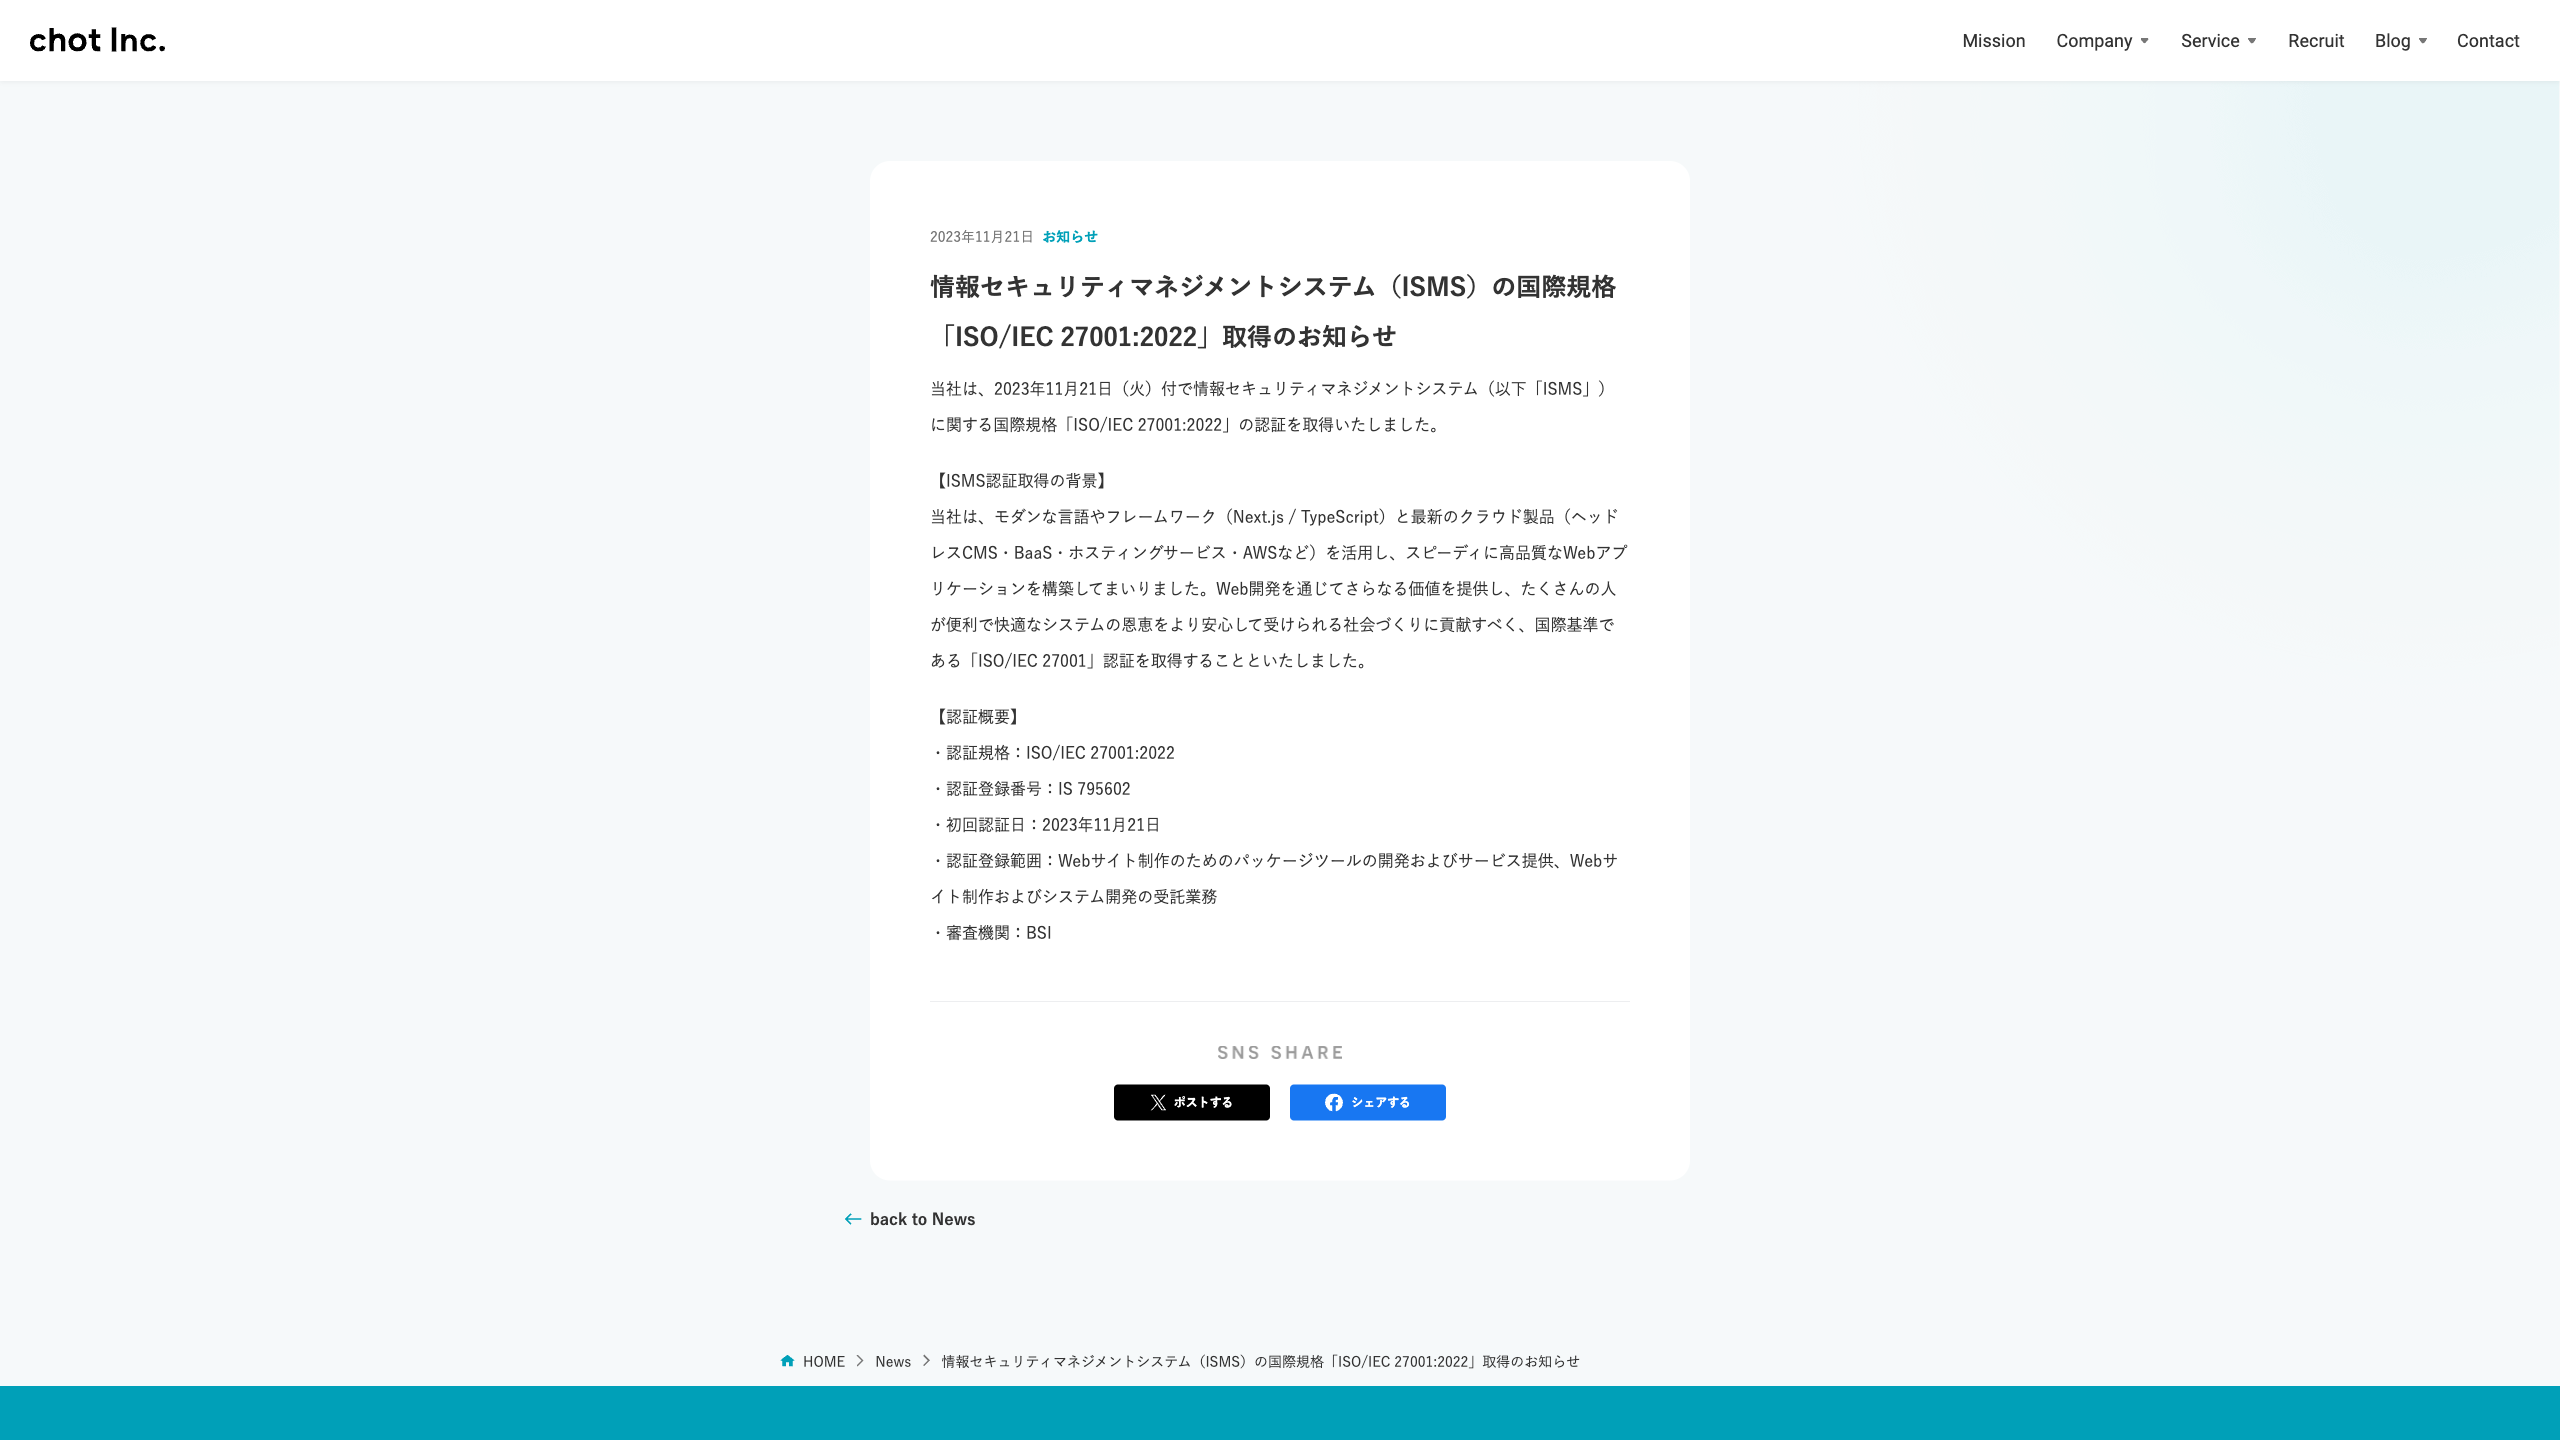 chot Inc.
Mission Company Service Recruit Blog Contact
2023年11月21日 お知らせ
情報セキュリティマネジメントシステム（ISMS）の国際規格
「ISO/IEC 27001:2022」取得のお知らせ
当社は、2023年11月21日（火）付で情報セキュリティマネジメントシステム（以下「ISMS」）
に関する国際規格「ISO/IEC 27001:2022」の認証を取得いたしました。
【ISMS認証取得の背景】
当社は、モダンな言語やフレームワーク（Next.js / TypeScript）と最新のクラウド製品（ヘッド
レスCMS・BaaS・ホスティングサービス・AWSなど）を活用し、スピーディに高品質なWebアプ
リケーションを構築してまいりました。Web開発を通じてさらなる価値を提供し、たくさんの人
が便利で快適なシステムの恩恵をより安心して受けられる社会づくりに貢献すべく、国際基準で
ある「ISO/IEC 27001」認証を取得することといたしました。
【認証概要】
・認証規格：ISO/IEC 27001:2022
・認証登録番号：IS 795602
・初回認証日：2023年11月21日
・認証登録範囲：Webサイト制作のためのパッケージツールの開発およびサービス提供、Webサ
イト制作およびシステム開発の受託業務
・審査機関：BSI
SNS SHARE
ポストする シェアする
back to News
HOME News 情報セキュリティマネジメントシステム（ISMS）の国際規格「ISO/IEC 27001:2022」取得のお知らせ